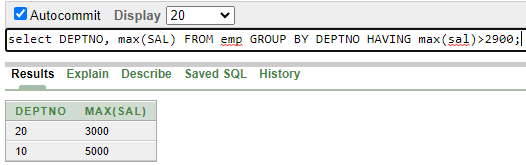 Autocommit Display 20
select DEPTNO, max(SAL) FROM emp GROUP BY DEPTNO HAVING max(sal)>2900;
Results Explain Describe Saved SQL History
DEPTNO MAX(SAL)
20 3000
10 5000